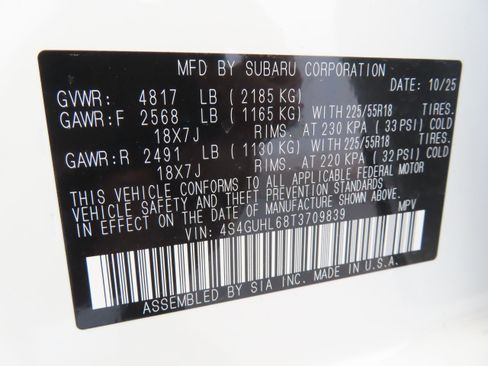 MFD BY SUBARU CORPORATION
DATE: 10/25
GVWR: 4817 LB (2185 KG)
GAWR:F 2568 LB (1165 KG) WITH 225/55R18 TIRES.
18X7J RIMS. AT 230 KPA (33 PSI) COLD
GAWR:R 2491 LB (1130 KG) WITH 225/55R18 TIRES.
18X7J RIMS. AT 220 KPA (32 PSI) COLD
THIS VEHICLE CONFORMS TO ALL APPLICABLE FEDERAL MOTOR
VEHICLE SAFETY AND THEFT PREVENTION STANDARDS
IN EFFECT ON THE DATE OF MANUFACTURE SHOWN ABOVE.
VIN: 4S4GUHL68T3709839 MPV
ASSEMBLED BY SIA INC. MADE IN U.S.A.